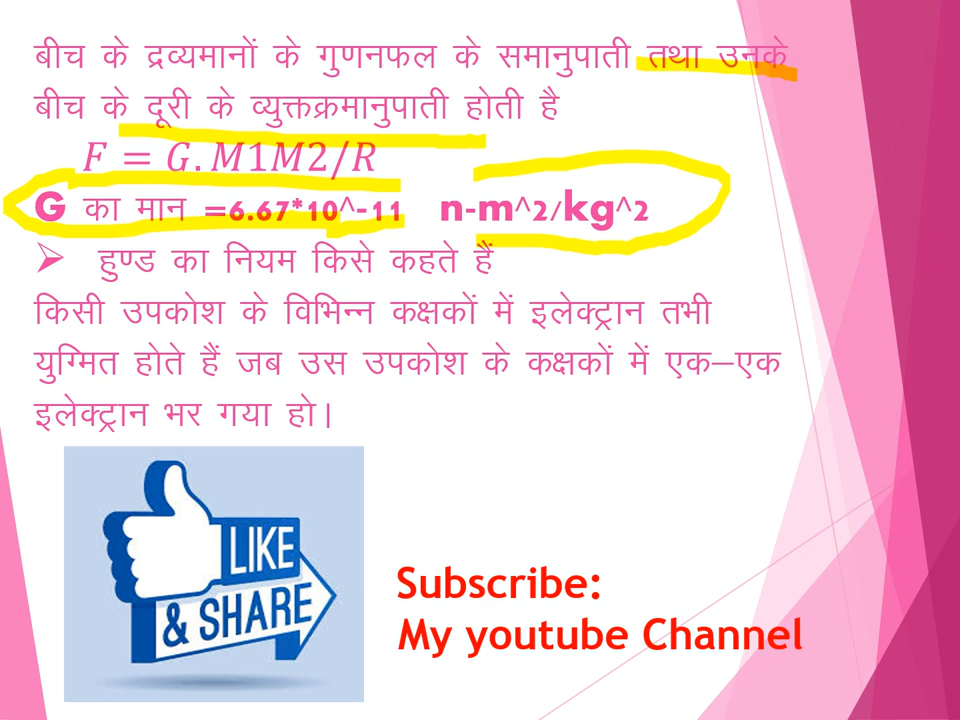 बीच के द्रव्यमानों के गुणनफल के समानुपाती तथा उनके
बीच के दूरी के व्युक्तक्रमानुपाती होती है
F = G. M1M2/R
G का मान =6.67*10^-11 n-m^2/kg^2
➢ हुण्ड का नियम किसे कहते हैं
किसी उपकोश के विभिन्न कक्षकों में इलेक्ट्रान तभी
युग्मित होते हैं जब उस उपकोश के कक्षकों में एक–एक
इलेक्ट्रान भर गया हो।
LIKE
& SHARE
Subscribe:
My youtube Channel